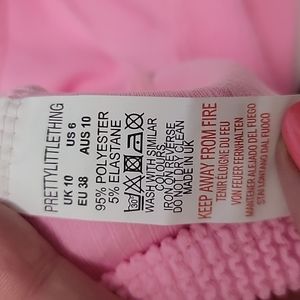 PRETTYLITTLETHING
UK 10 US 6
EU 38 AUS 10
95% POLYESTER
5% ELASTANE
30°
WASH WITH SIMILAR
COLOURS.
IRON ON REVERSE
DO NOT DRY CLEAN
MADE IN UK
KEEP AWAY FROM FIRE
TENIR ÉLOIGNÉ DU FEU
VON FEUER FERNHALTEN
MANTENER ALEJADO DEL FUEGO
STAI LONTANO DAL FUOCO